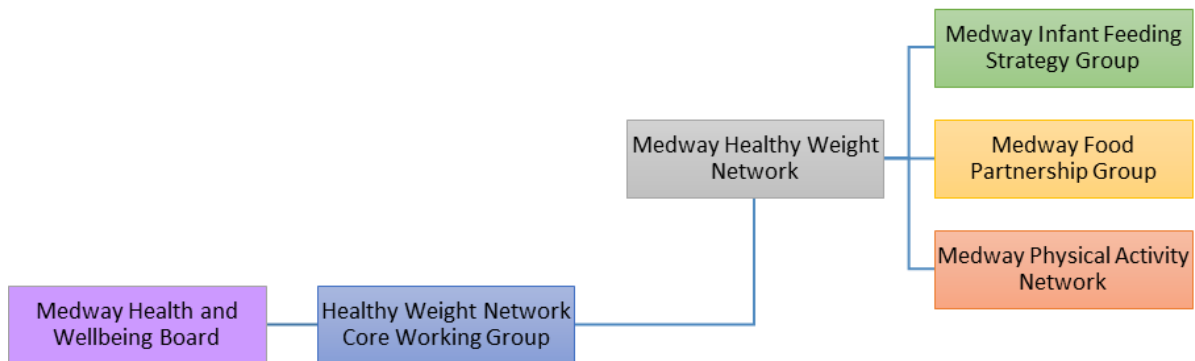 Medway Infant Feeding
Strategy Group
Medway Healthy Weight
Network
Medway Food
Partnership Group
Medway Physical Activity
Network
Medway Health and
Wellbeing Board
Healthy Weight Network
Core Working Group